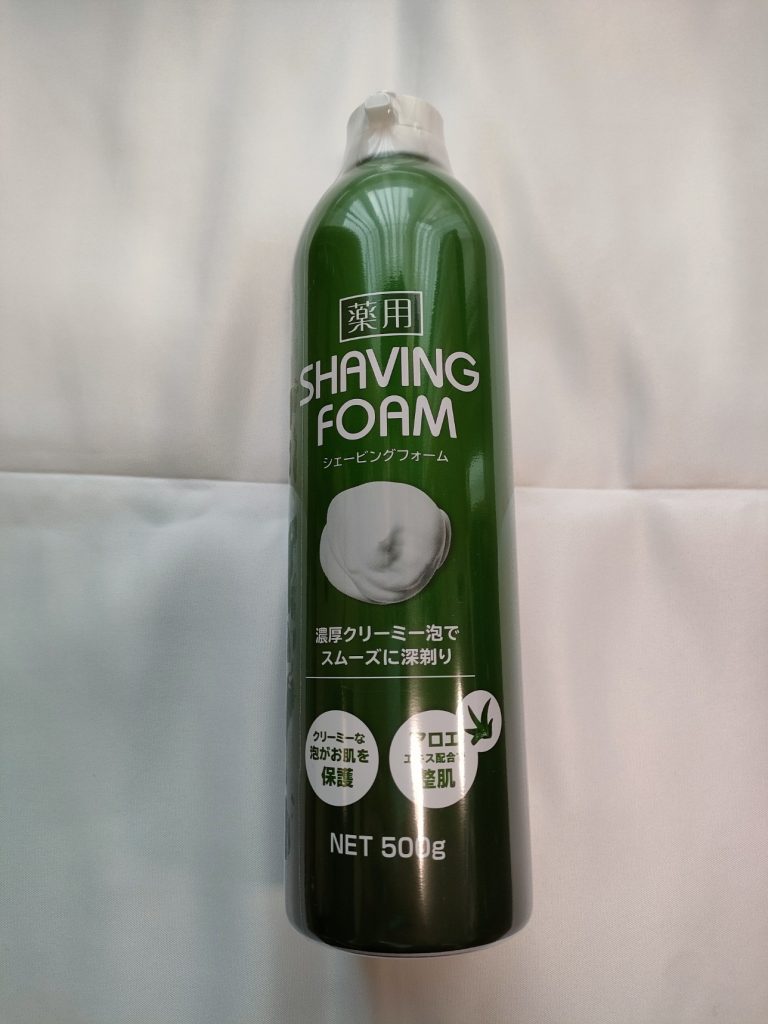 薬用
SHAVING
FOAM
シェービングフォーム
濃厚クリーミー泡で
スムーズに深剃り
クリーミーな
泡がお肌を
保護
アロエ
エキス配合で
整肌
NET 500g